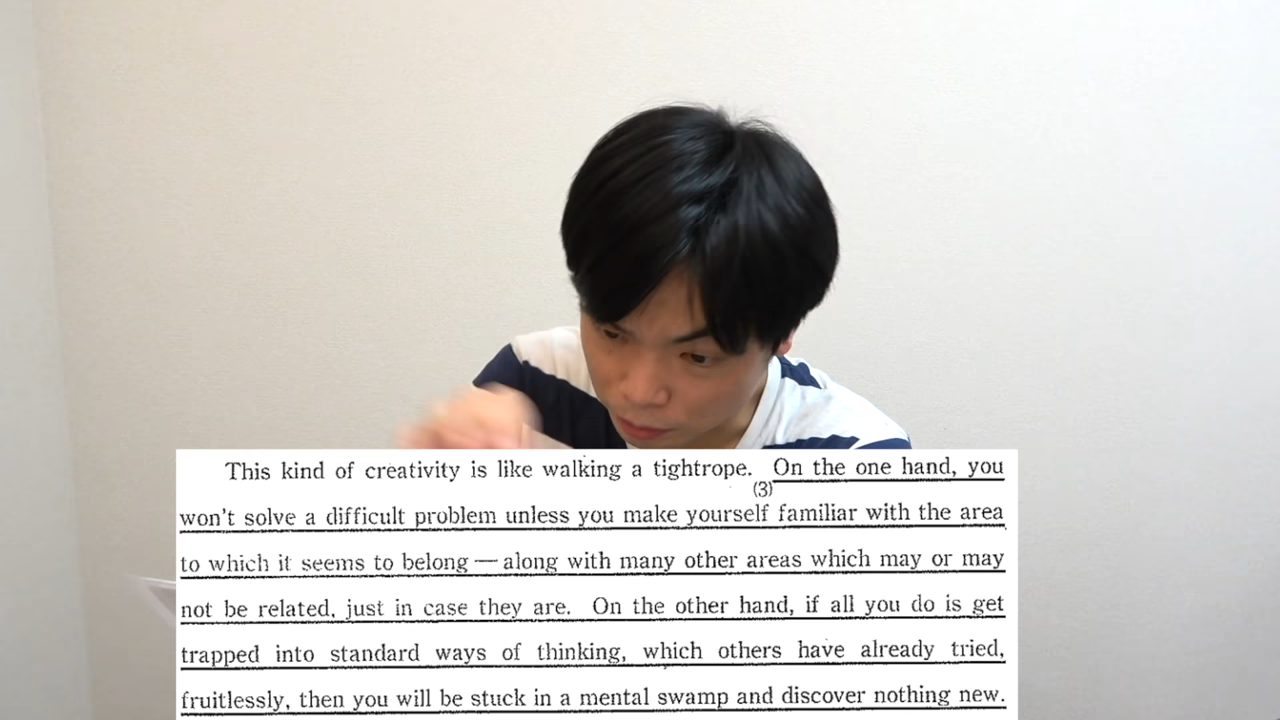 This kind of creativity is like walking a tightrope. On the one hand, you
(3)
won't solve a difficult problem unless you make yourself familiar with the area
to which it seems to belong — along with many other areas which may or may
not be related, just in case they are. On the other hand, if all you do is get
trapped into standard ways of thinking, which others have already tried,
fruitlessly, then you will be stuck in a mental swamp and discover nothing new.